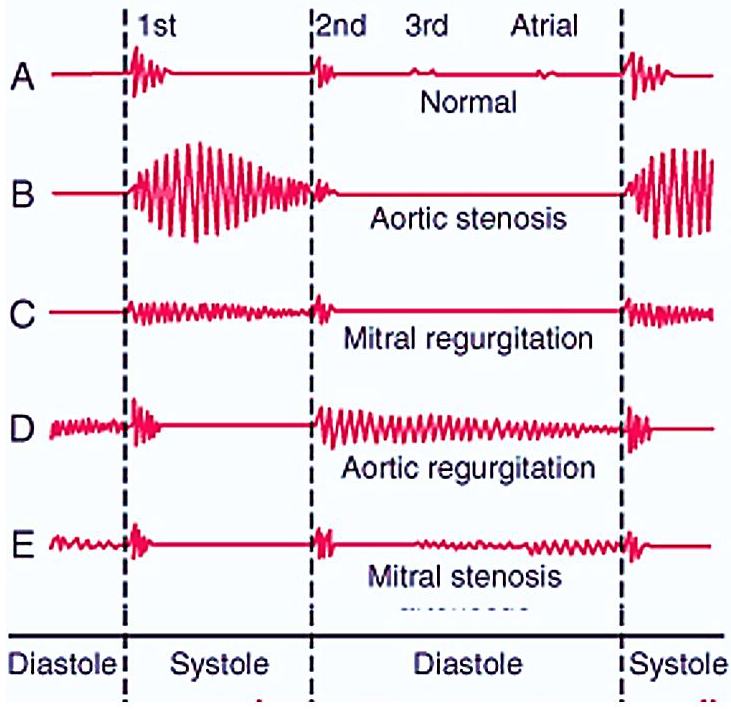 1st 2nd 3rd Atrial
A
Normal
B
Aortic stenosis
C
Mitral regurgitation
D
Aortic regurgitation
E
Mitral stenosis
Diastole Systole Diastole Systole